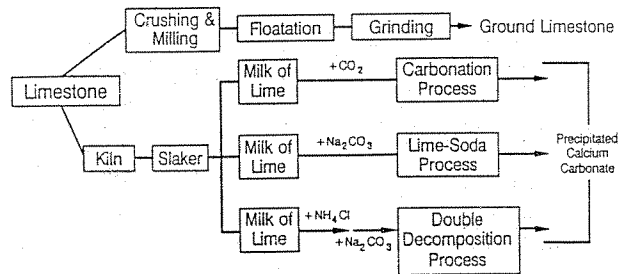 Crushing &
Milling
Floatation
Grinding
Ground Limestone
Limestone
Milk of
Lime
+CO2
Carbonation
Process
Kiln
Slaker
Milk of
Lime
+Na2CO3
Lime-Soda
Process
Precipitated
Calcium
Carbonate
Milk of
Lime
+NH4Cl
+Na2CO3
Double
Decomposition
Process